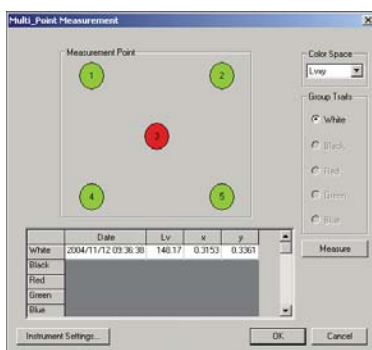 Multi_Point Measurement
Measurement Point
1
2
3
4
5
Color Space
Lvxy
Group Traits
White
Black
Red
Green
Blue
Measure
Date Lv x y
White 2004/11/12 09:36:38 148.17 0.3153 0.3361
Black
Red
Green
Blue
Instrument Settings...
OK
Cancel